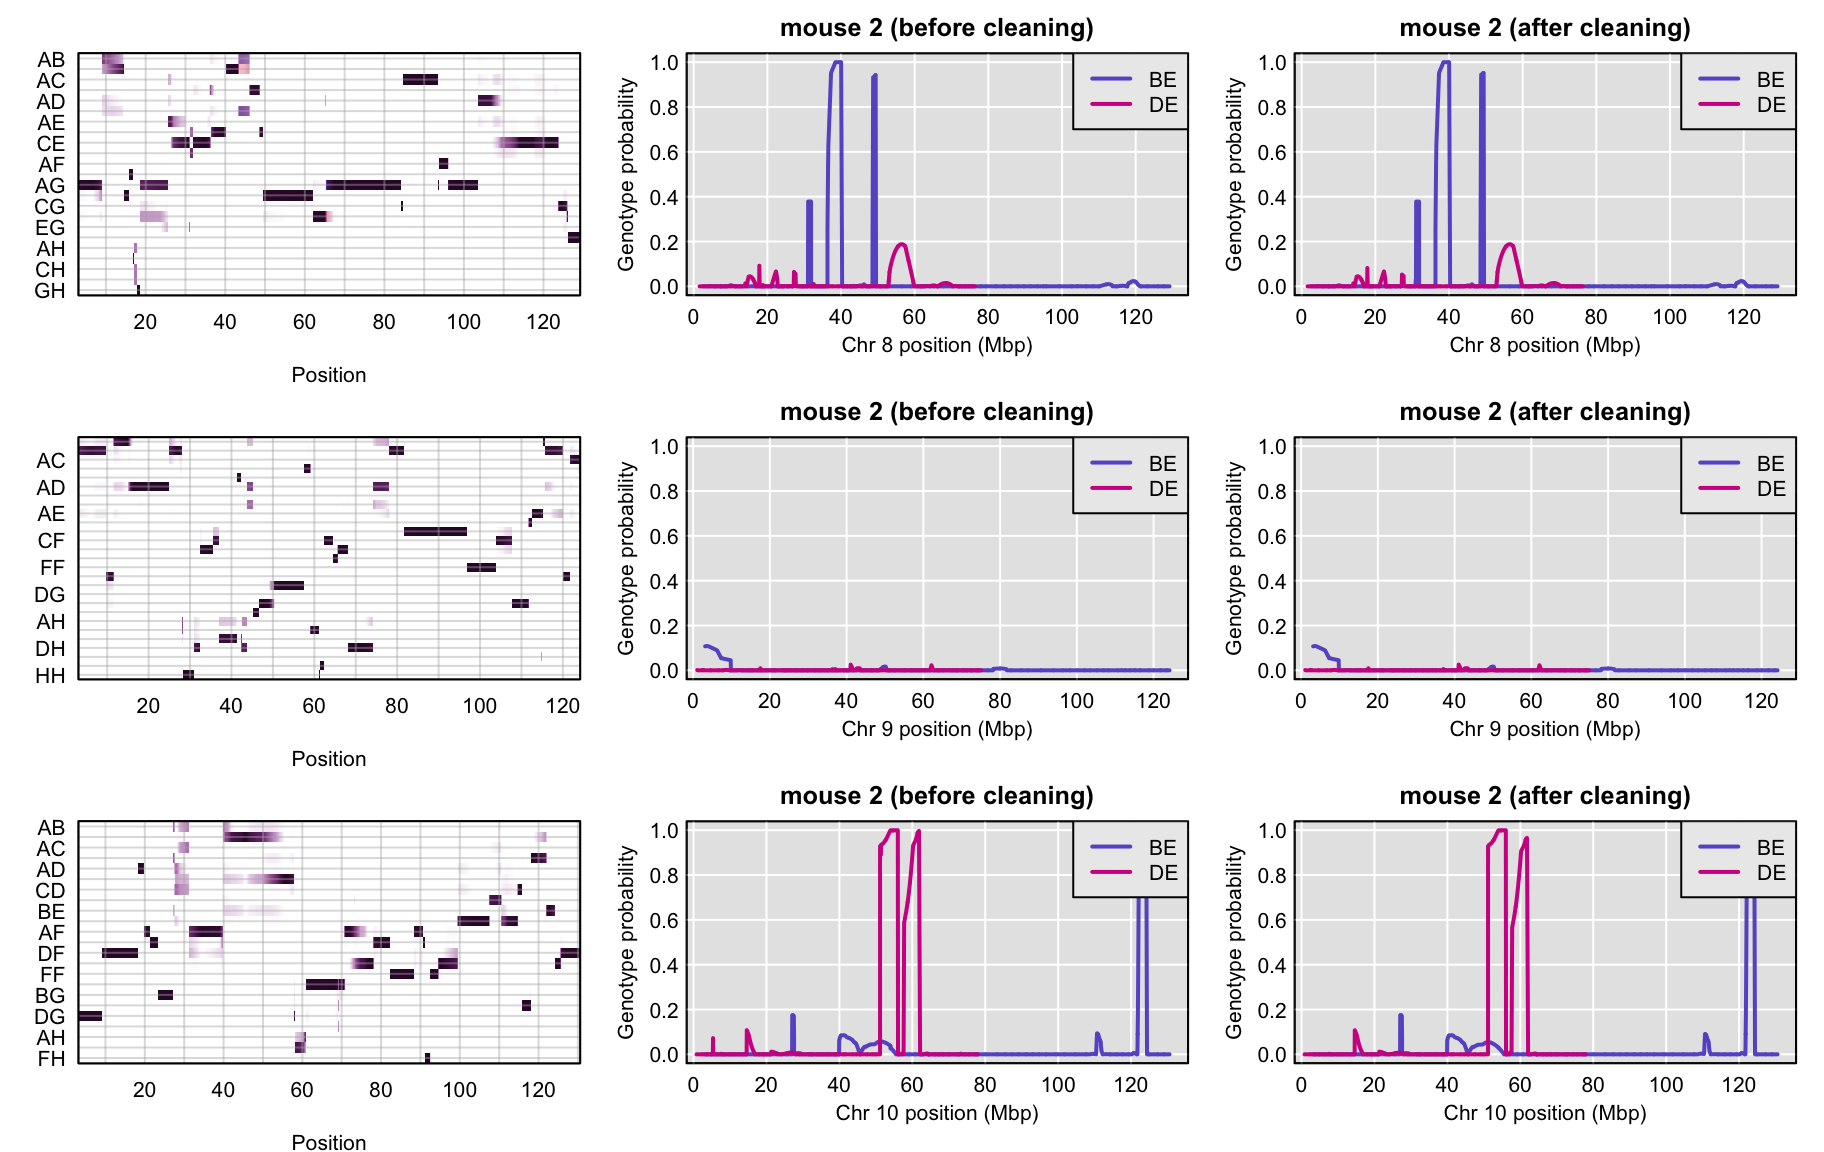 AB
AC
AD
AE
CE
AF
AG
CG
EG
AH
CH
GH
20 40 60 80 100 120
Position
mouse 2 (before cleaning)
1.0
0.8
0.6
0.4
0.2
0.0
Genotype probability
BE
DE
0 20 40 60 80 100 120
Chr 8 position (Mbp)
mouse 2 (after cleaning)
1.0
0.8
0.6
0.4
0.2
0.0
Genotype probability
BE
DE
0 20 40 60 80 100 120
Chr 8 position (Mbp)
AC
AD
AE
CF
FF
DG
AH
DH
HH
20 40 60 80 100 120
Position
mouse 2 (before cleaning)
1.0
0.8
0.6
0.4
0.2
0.0
Genotype probability
BE
DE
0 20 40 60 80 100 120
Chr 9 position (Mbp)
mouse 2 (after cleaning)
1.0
0.8
0.6
0.4
0.2
0.0
Genotype probability
BE
DE
0 20 40 60 80 100 120
Chr 9 position (Mbp)
AB
AC
AD
CD
BE
AF
DF
FF
BG
DG
AH
FH
20 40 60 80 100 120
Position
mouse 2 (before cleaning)
1.0
0.8
0.6
0.4
0.2
0.0
Genotype probability
BE
DE
0 20 40 60 80 100 120
Chr 10 position (Mbp)
mouse 2 (after cleaning)
1.0
0.8
0.6
0.4
0.2
0.0
Genotype probability
BE
DE
0 20 40 60 80 100 120
Chr 10 position (Mbp)